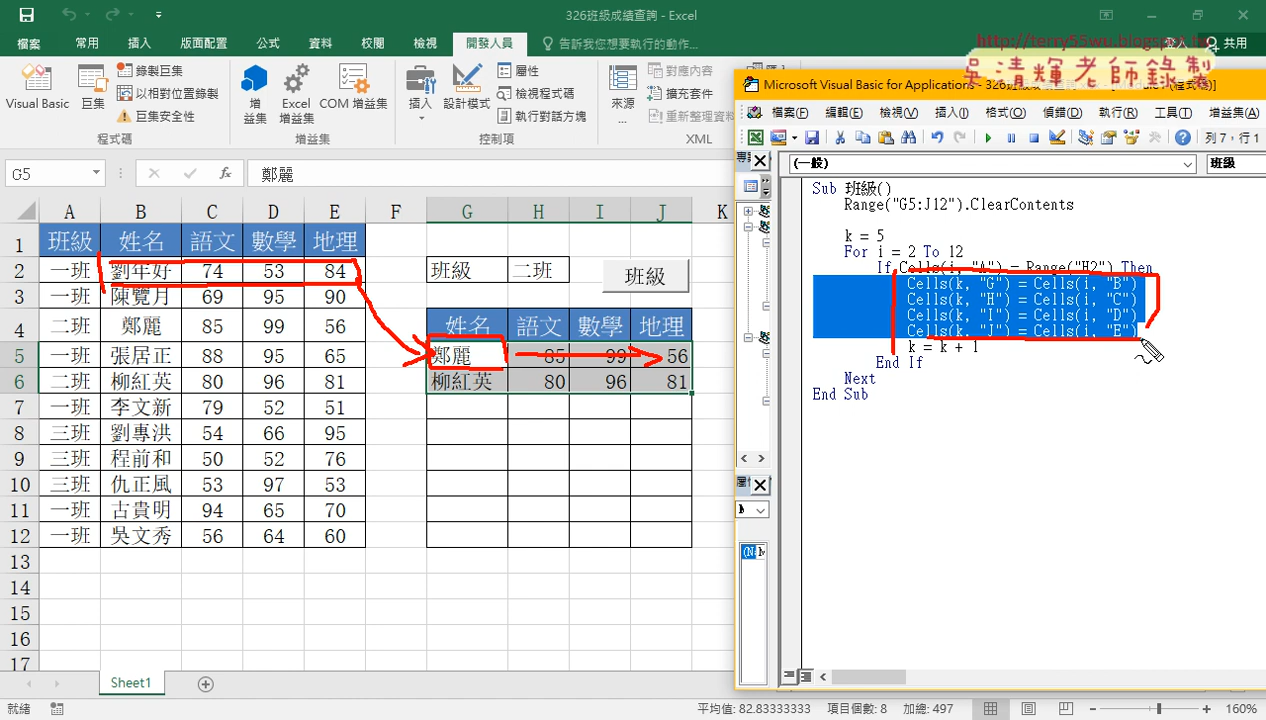 326班級成績查詢 - Excel
檔案 常用 插入 版面配置 公式 資料 校閱 檢視 開發人員 告訴我您想要執行的動作... 登入 共用
http://terry55wu.blogspot.tw
吳清輝老師錄製
Visual Basic 巨集 錄製巨集 以相對位置錄製 巨集安全性 程式碼
增益集 Excel 增益集 COM 增益集 增益集
插入 設計模式 屬性 檢視程式碼 執行對話方塊 控制項
來源 ... 對應內容 擴充套件 重新整理資料 XML
G5 fx 鄭麗
A B C D E F G H I J K
1 班級 姓名 語文 數學 地理
2 一班 劉年好 74 53 84 班級 二班 班級
3 一班 陳覽月 69 95 90
4 二班 鄭麗 85 99 56 姓名 語文 數學 地理
5 一班 張居正 88 95 65 鄭麗 85 99 56
6 二班 柳紅英 80 96 81 柳紅英 80 96 81
7 一班 李文新 79 52 51
8 三班 劉專洪 54 66 95
9 三班 程前和 50 52 76
10 三班 仇正風 53 97 53
11 一班 古貴明 94 65 70
12 一班 吳文秀 56 64 60
13
14
15
16
17
Sheet1
就緒 平均值: 82.83333333 項目個數: 8 加總: 497 160%
Microsoft Visual Basic for Applications - 326班級成
檔案(F) 編輯(E) 檢視(V) 插入(I) 格式(O) 偵錯(D) 執行(R) 工具(T) 增益集(A)
列 7, 行 1
(一般) 班級
Sub 班級()
Range("G5:J12").ClearContents
k = 5
For i = 2 To 12
If Cells(i, "A") = Range("H2") Then
Cells(k, "G") = Cells(i, "B")
Cells(k, "H") = Cells(i, "C")
Cells(k, "I") = Cells(i, "D")
Cells(k, "J") = Cells(i, "E")
k = k + 1
End If
Next
End Sub